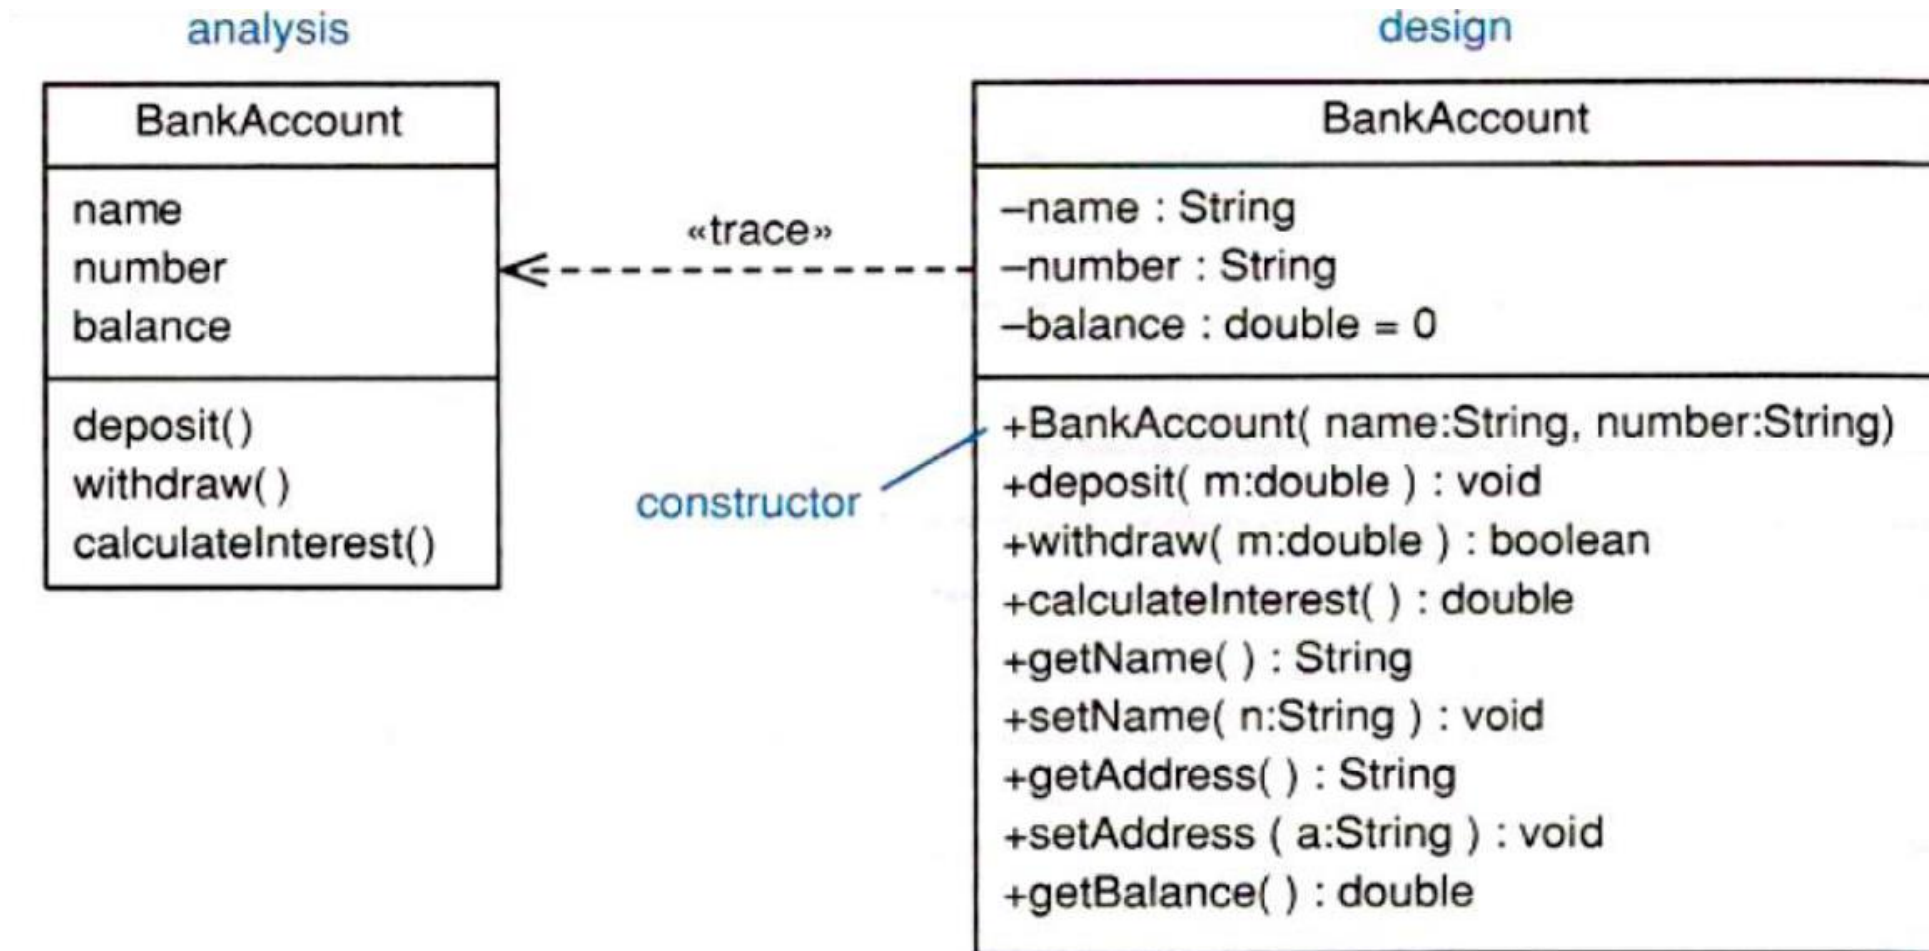 analysis
BankAccount
name
number
balance
deposit()
withdraw()
calculateInterest()
«trace»
constructor
design
BankAccount
–name : String
–number : String
–balance : double = 0
+BankAccount( name:String, number:String)
+deposit( m:double ) : void
+withdraw( m:double ) : boolean
+calculateInterest( ) : double
+getName( ) : String
+setName( n:String ) : void
+getAddress( ) : String
+setAddress ( a:String ) : void
+getBalance( ) : double